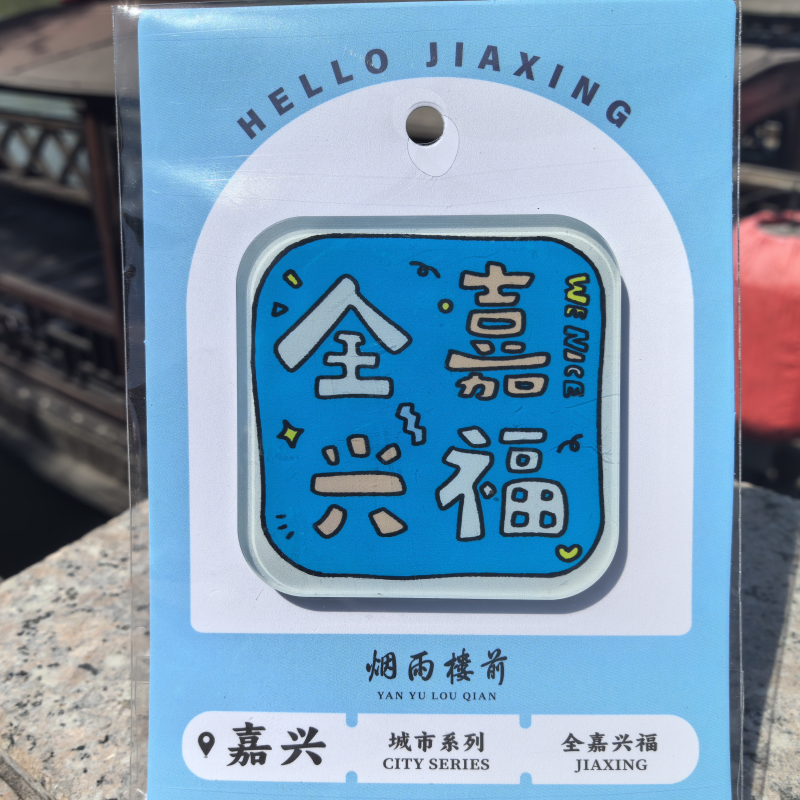 HELLO JIAXING
全嘉
兴福
WE NICE
烟雨樓前
YAN YU LOU QIAN
嘉兴
城市系列
CITY SERIES
全嘉兴福
JIAXING